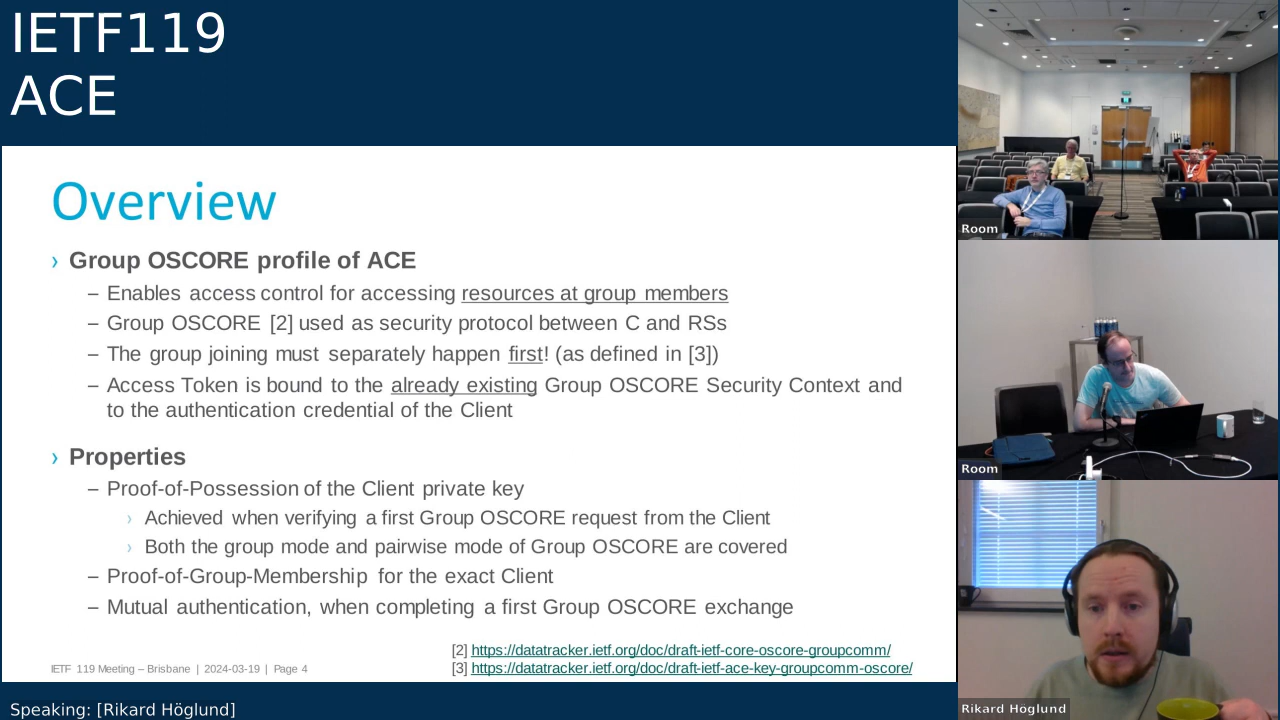 IETF119
ACE
Overview
› Group OSCORE profile of ACE
– Enables access control for accessing resources at group members
– Group OSCORE [2] used as security protocol between C and RSs
– The group joining must separately happen first! (as defined in [3])
– Access Token is bound to the already existing Group OSCORE Security Context and
to the authentication credential of the Client
› Properties
– Proof-of-Possession of the Client private key
› Achieved when verifying a first Group OSCORE request from the Client
› Both the group mode and pairwise mode of Group OSCORE are covered
– Proof-of-Group-Membership for the exact Client
– Mutual authentication, when completing a first Group OSCORE exchange
[2] https://datatracker.ietf.org/doc/draft-ietf-core-oscore-groupcomm/
[3] https://datatracker.ietf.org/doc/draft-ietf-ace-key-groupcomm-oscore/
IETF 119 Meeting – Brisbane | 2024-03-19 | Page 4
Speaking: [Rikard Höglund]
Room
Room
Rikard Höglund